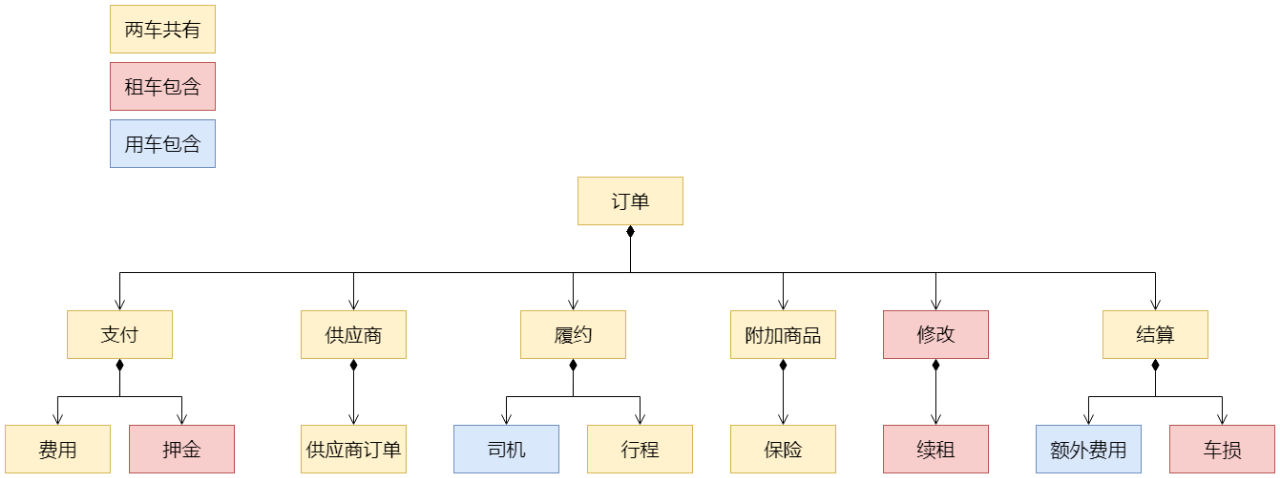 两车共有
租车包含
用车包含
订单
支付
供应商
履约
附加商品
修改
结算
费用
押金
供应商订单
司机
行程
保险
续租
额外费用
车损